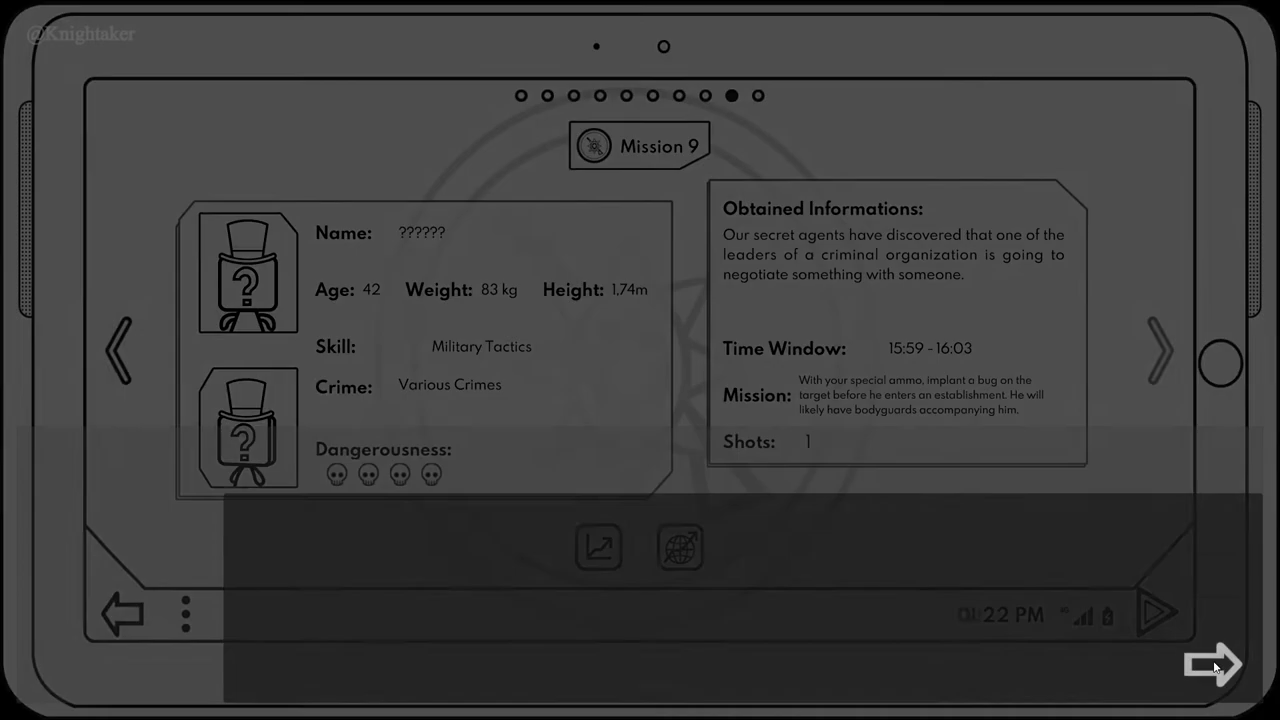 @Knightaker
Mission 9
Name: ??????
Age: 42 Weight: 83 kg Height: 1,74m
Skill: Military Tactics
Crime: Various Crimes
Dangerousness:
Obtained Informations:
Our secret agents have discovered that one of the
leaders of a criminal organization is going to
negotiate something with someone.
Time Window: 15:59 - 16:03
Mission: With your special ammo, implant a bug on the
target before he enters an establishment. He will
likely have bodyguards accompanying him.
Shots: 1
?
?
:22 PM